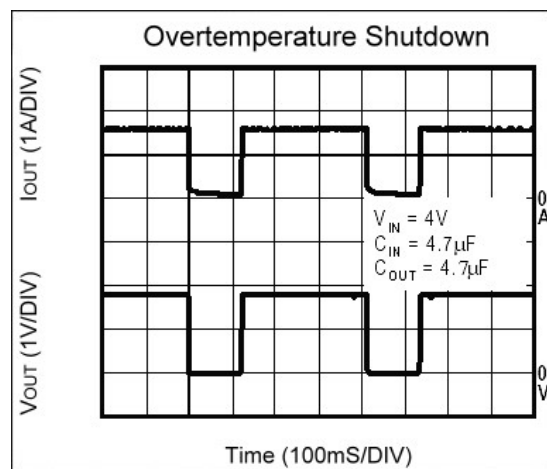 Overtemperature Shutdown
IOUT (1A/DIV)
0
A
VIN = 4V
CIN = 4.7µF
COUT = 4.7µF
VOUT (1V/DIV)
0
V
Time (100mS/DIV)